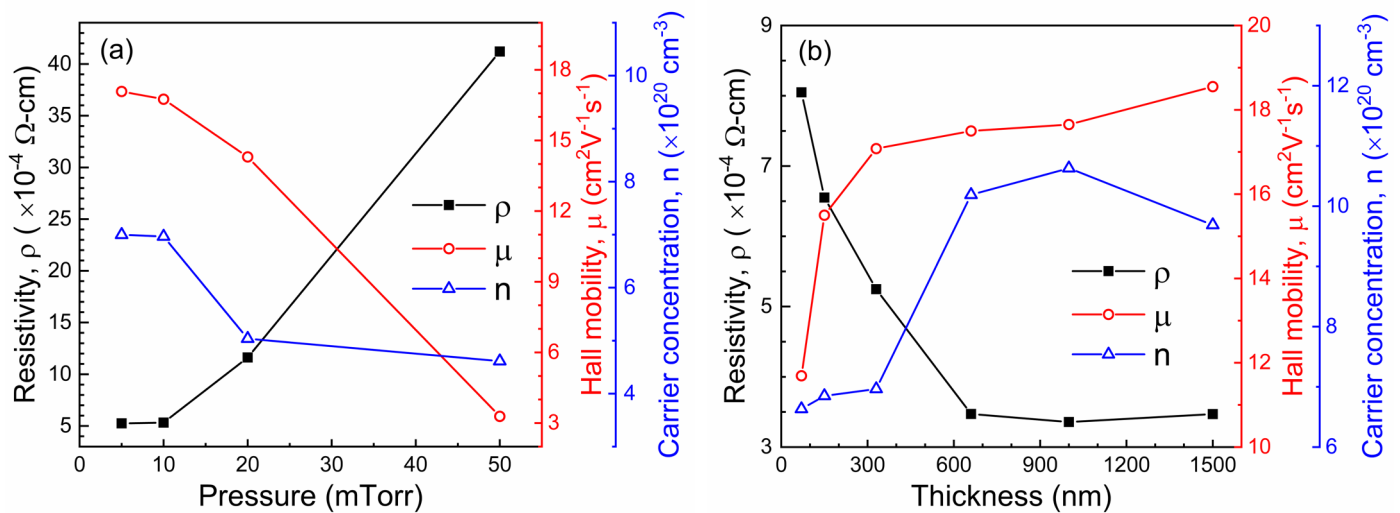 (a)
Resistivity, ρ ( ×10⁻⁴ Ω-cm)
40
35
30
25
20
15
10
5
0 10 20 30 40 50
Pressure (mTorr)
ρ
μ
n
18
15
12
9
6
3
Hall mobility, μ (cm²V⁻¹s⁻¹)
10
8
6
4
Carrier concentration, n (×10²⁰ cm⁻³)
(b)
Resistivity, ρ ( ×10⁻⁴ Ω-cm)
9
7
5
3
0 300 600 900 1200 1500
Thickness (nm)
ρ
μ
n
20
18
16
14
12
10
Hall mobility, μ (cm²V⁻¹s⁻¹)
12
10
8
6
Carrier concentration, n (×10²⁰ cm⁻³)